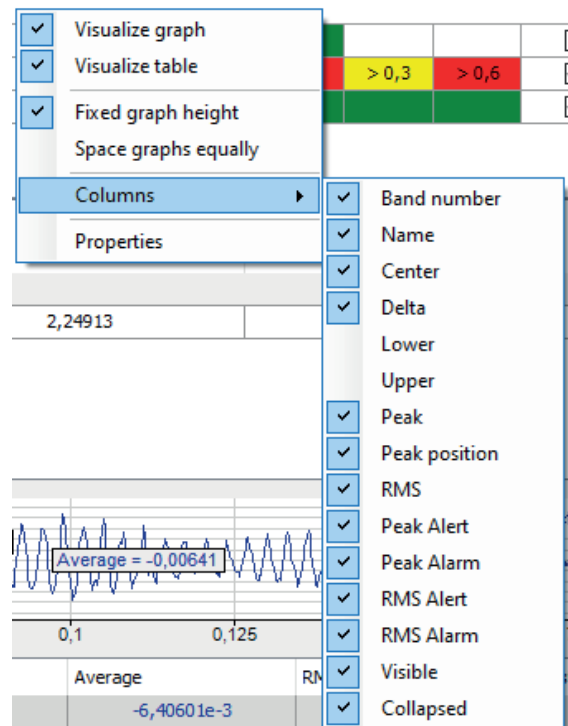 Visualize graph
Visualize table
> 0,3
> 0,6
Fixed graph height
Space graphs equally
Columns
Properties
Band number
Name
Center
Delta
Lower
Upper
Peak
Peak position
RMS
Peak Alert
Peak Alarm
RMS Alert
RMS Alarm
Visible
Collapsed
2,24913
Average = -0,00641
0,1
0,125
Average
-6,40601e-3